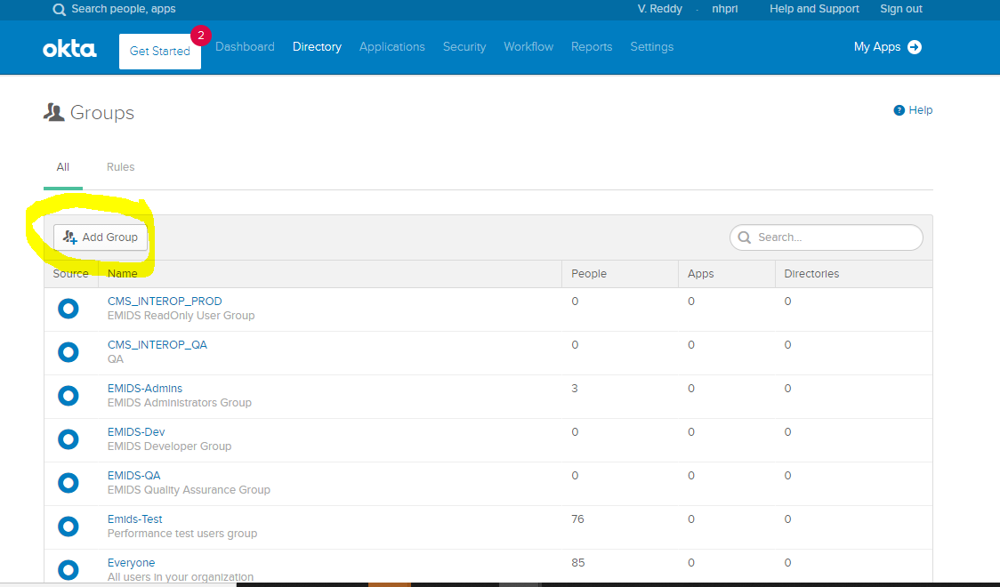 Search people, apps V. Reddy · nhpri Help and Support Sign out
okta Get Started 2 Dashboard Directory Applications Security Workflow Reports Settings My Apps
Groups ? Help
All Rules
Add Group Search...
Source Name People Apps Directories
CMS_INTEROP_PROD 0 0 0
EMIDS ReadOnly User Group
CMS_INTEROP_QA 0 0 0
QA
EMIDS-Admins 3 0 0
EMIDS Administrators Group
EMIDS-Dev 0 0 0
EMIDS Developer Group
EMIDS-QA 0 0 0
EMIDS Quality Assurance Group
Emids-Test 76 0 0
Performance test users group
Everyone 85 0 0
All users in your organization